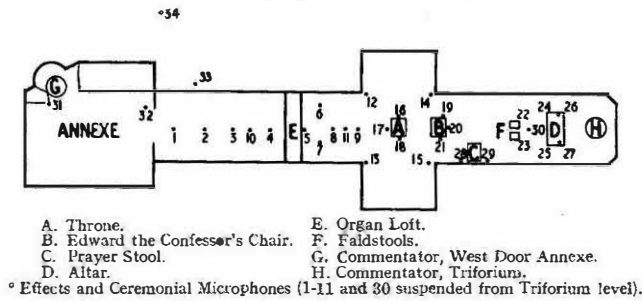 °34
G
33
31
32
12
14
19
24
26
6
16
22
ANNEXE
1
2
3
10
4
E
5
8
11
9
17
A
B
20
F
30
D
H
7
18
21
23
13
15
28
C
29
25
27
A. Throne.
E. Organ Loft.
B. Edward the Confessor's Chair.
F. Faldstools.
C. Prayer Stool.
G. Commentator, West Door Annexe.
D. Altar.
H. Commentator, Triforium.
° Effects and Ceremonial Microphones (1-11 and 30 suspended from Triforium level).